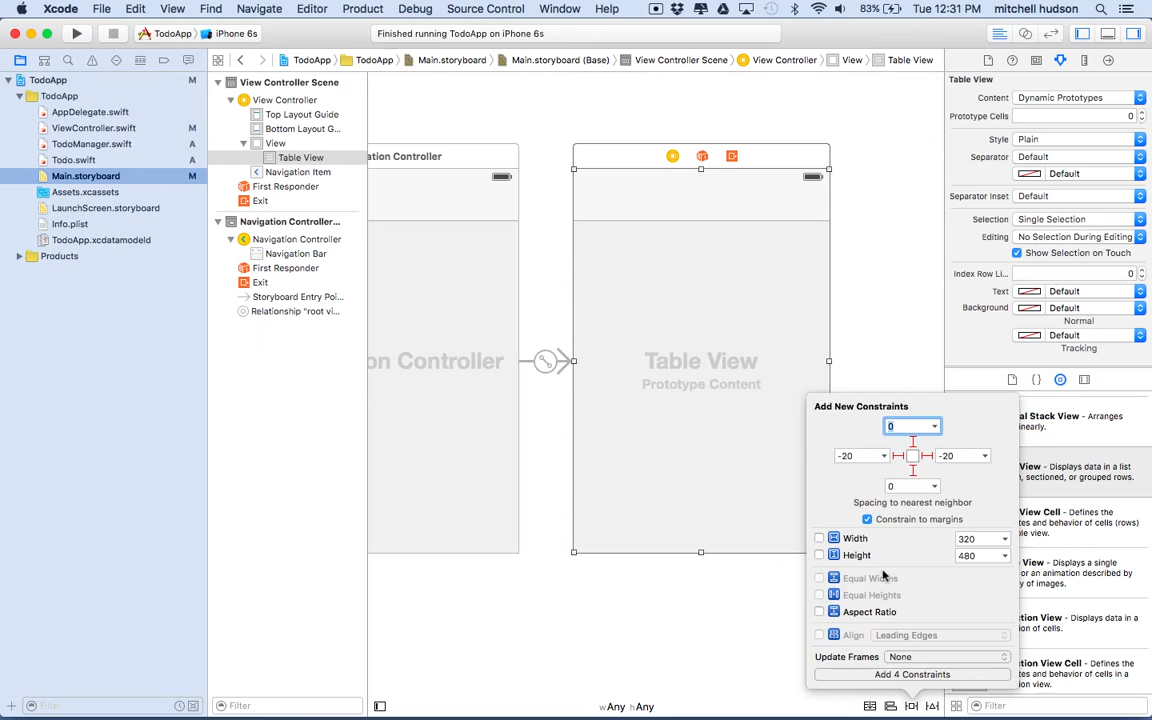 Xcode File Edit View Find Navigate Editor Product Debug Source Control Window Help 83% Tue 12:31 PM mitchell hudson
TodoApp iPhone 6s Finished running TodoApp on iPhone 6s
TodoApp TodoApp Main.storyboard Main.storyboard (Base) View Controller Scene View Controller View Table View
TodoApp M
TodoApp
AppDelegate.swift
ViewController.swift M
TodoManager.swift A
Todo.swift A
Main.storyboard M
Assets.xcassets
LaunchScreen.storyboard
Info.plist
TodoApp.xcdatamodeld
Products
Filter
View Controller Scene
View Controller
Top Layout Guide
Bottom Layout G...
View
Table View
Navigation Item
First Responder
Exit
Navigation Controller...
Navigation Controller
Navigation Bar
First Responder
Exit
Storyboard Entry Poi...
Relationship "root vi...
Filter
ation Controller
on Controller
Table View
Prototype Content
wAny hAny
Add New Constraints
0
-20 -20
0
Spacing to nearest neighbor
Constrain to margins
Width 320
Height 480
Equal Widths
Equal Heights
Aspect Ratio
Align Leading Edges
Update Frames None
Add 4 Constraints
Table View
Content Dynamic Prototypes
Prototype Cells 0
Style Plain
Separator Default
Default
Separator Inset Default
Selection Single Selection
Editing No Selection During Editing
Show Selection on Touch
Index Row Li... 0
Text Default
Background Default
Normal
Default
Tracking
al Stack View - Arranges
inearly.
View - Displays data in a list
, sectioned, or grouped rows.
View Cell - Defines the
tes and behavior of cells (rows)
ble view.
e View - Displays a single
or an animation described by
y of images.
ction View - Displays data in a
on of cells.
ction View Cell - Defines the
tes and behavior of cells in a
Filter